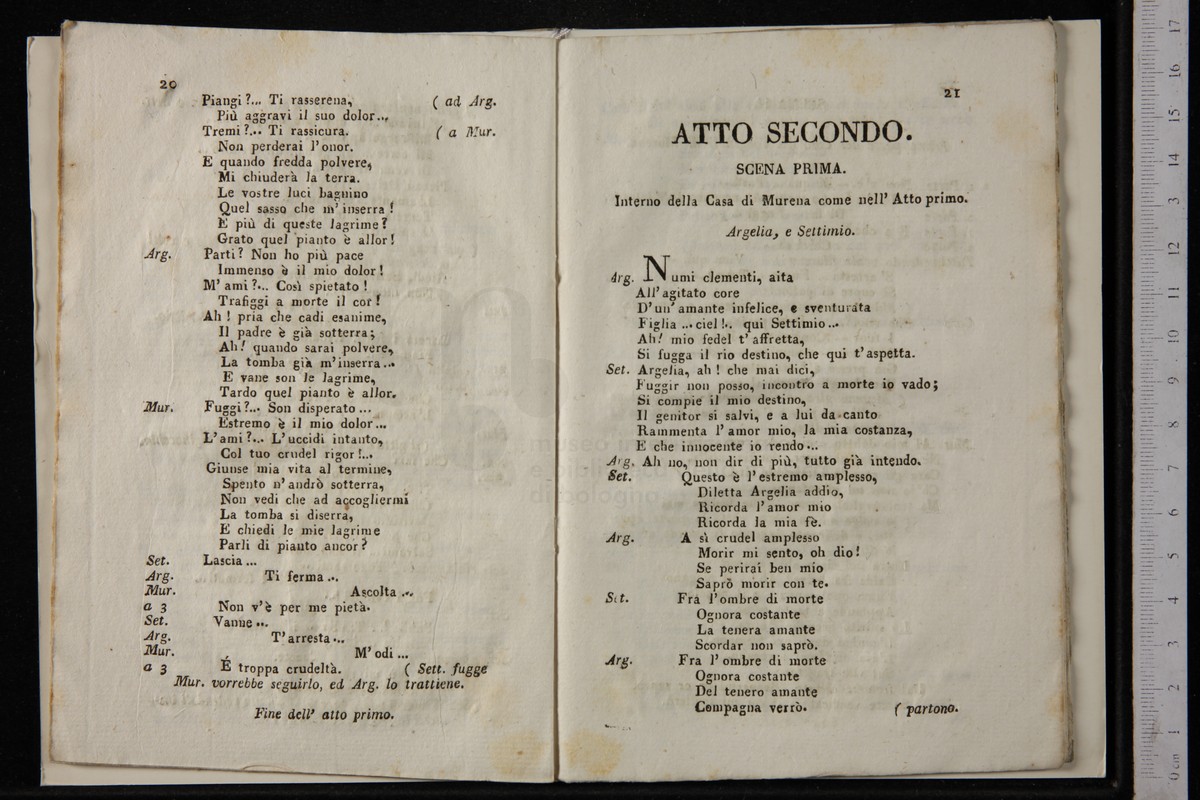 20
Piangi?... Ti rasserena, ( ad Arg.
Più aggravi il suo dolor...
Tremi?... Ti rassicura. ( a Mur.
Non perderai l'onor.
E quando fredda polvere,
Mi chiuderà la terra.
Le vostre luci bagnino
Quel sasso che m'inserra!
E più di queste lagrime?
Grato quel pianto è allor!
Arg. Parti? Non ho più pace
Immenso è il mio dolor!
M'ami?... Così spietato!
Trafiggi a morte il cor!
Ah! pria che cadi esanime,
Il padre è già sotterra;
Ah! quando sarai polvere,
La tomba già m'inserra...
E vane son le lagrime,
Tardo quel pianto è allor.
Mur. Fuggi?... Son disperato...
Estremo è il mio dolor...
L'ami?... L'uccidi intanto,
Col tuo crudel rigor!...
Giunse mia vita al termine,
Spento n'andrò sotterra,
Non vedi che ad accogliermi
La tomba si diserra,
E chiedi le mie lagrime
Parli di pianto ancor?
Set. Lascia...
Arg. Ti ferma...
Mur. Ascolta...
a 3 Non v'è per me pietà.
Set. Vanne...
Arg. T'arresta...
Mur. M'odi...
a 3 È troppa crudeltà. ( Sett. fugge
Mur. vorrebbe seguirlo, ed Arg. lo trattiene.
Fine dell' atto primo.
21
ATTO SECONDO.
SCENA PRIMA.
Interno della Casa di Murena come nell' Atto primo.
Argelia, e Settimio.
Arg. Numi clementi, aita
All' agitato core
D'un' amante infelice, e sventurata
Figlia ... ciel!.. qui Settimio...
Ah! mio fedel t'affretta,
Si fugga il rio destino, che qui t'aspetta.
Set. Argelia, ah! che mai dici,
Fuggir non posso, incontro a morte io vado;
Si compie il mio destino,
Il genitor si salvi, e a lui da canto
Rammenta l'amor mio, la mia costanza,
E che innocente io rendo...
Arg. Ah no, non dir di più, tutto già intendo.
Set. Questo è l'estremo amplesso,
Diletta Argelia addio,
Ricorda l'amor mio
Ricorda la mia fè.
Arg. A sì crudel amplesso
Morir mi sento, oh dio!
Se perirai ben mio
Saprò morir con te.
Set. Fra l'ombre di morte
Ognora costante
La tenera amante
Scordar non saprò.
Arg. Fra l'ombre di morte
Ognora costante
Del tenero amante
Compagna verrò. ( partono.